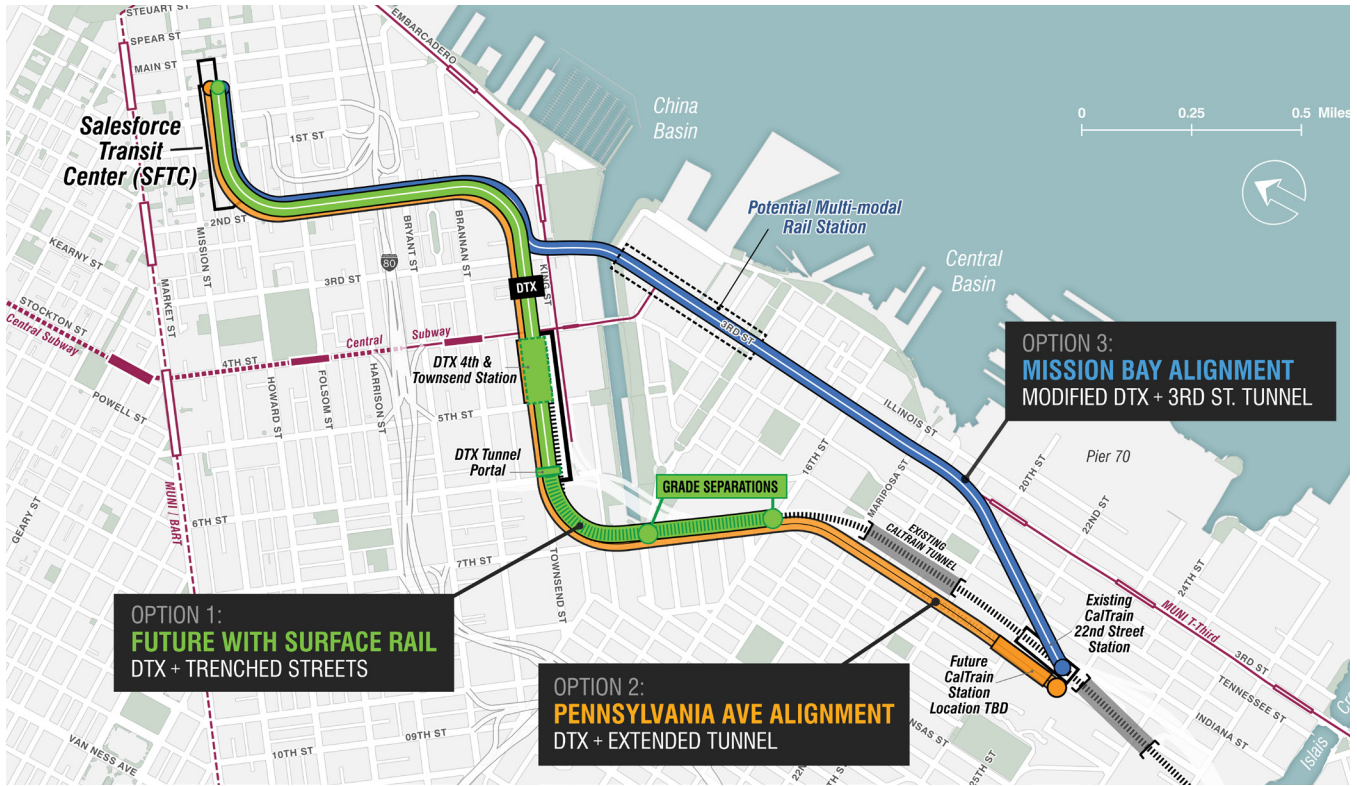 STEUART ST
SPEAR ST
MAIN ST
EMBARCADERO
China
Basin
0
0.25
0.5 Miles
Salesforce
Transit
Center (SFTC)
1ST ST
2ND ST
KEARNY ST
MISSION ST
MARKET ST
BRYANT ST
BRANNAN ST
80
3RD ST
KING ST
DTX
Potential Multi-modal
Rail Station
Central
Basin
STOCKTON ST
Central Subway
4TH ST
Central
Subway
DTX 4th &
Townsend Station
3RD ST
OPTION 3:
MISSION BAY ALIGNMENT
MODIFIED DTX + 3RD ST. TUNNEL
POWELL ST
HOWARD ST
FOLSOM ST
HARRISON ST
5TH ST
ILLINOIS ST
DTX Tunnel
Portal
16TH ST
MARIPOSA ST
20TH ST
Pier 70
GRADE SEPARATIONS
22ND ST
GEARY ST
MUNI / BART
6TH ST
EXISTING
CALTRAIN TUNNEL
7TH ST
TOWNSEND ST
24TH ST
OPTION 1:
FUTURE WITH SURFACE RAIL
DTX + TRENCHED STREETS
Existing
CalTrain
22nd Street
Station
MUNI T-Third
3RD ST
TENNESSEE ST
INDIANA ST
OPTION 2:
PENNSYLVANIA AVE ALIGNMENT
DTX + EXTENDED TUNNEL
Future
CalTrain
Station
Location TBD
VAN NESS AVE
10TH ST
09TH ST
25TH ST
Islais